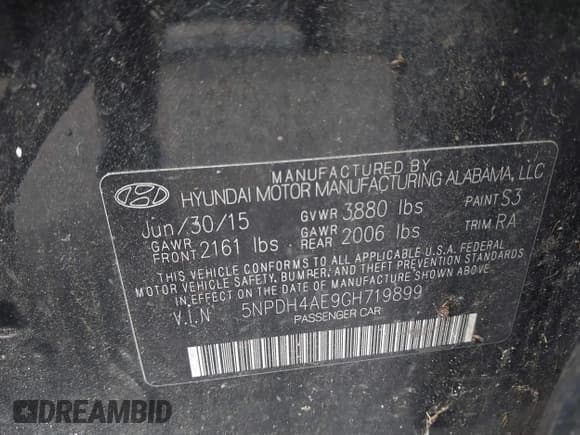 MANUFACTURED BY
HYUNDAI MOTOR MANUFACTURING ALABAMA, LLC
Jun/30/15 GVWR 3880 lbs PAINT S3
GAWR FRONT 2161 lbs GAWR REAR 2006 lbs TRIM RA
THIS VEHICLE CONFORMS TO ALL APPLICABLE U.S.A. FEDERAL
MOTOR VEHICLE SAFETY, BUMPER, AND THEFT PREVENTION STANDARDS
IN EFFECT ON THE DATE OF MANUFACTURE SHOWN ABOVE.
V.I.N 5NPDH4AE9GH719899
PASSENGER CAR
DREAMBID